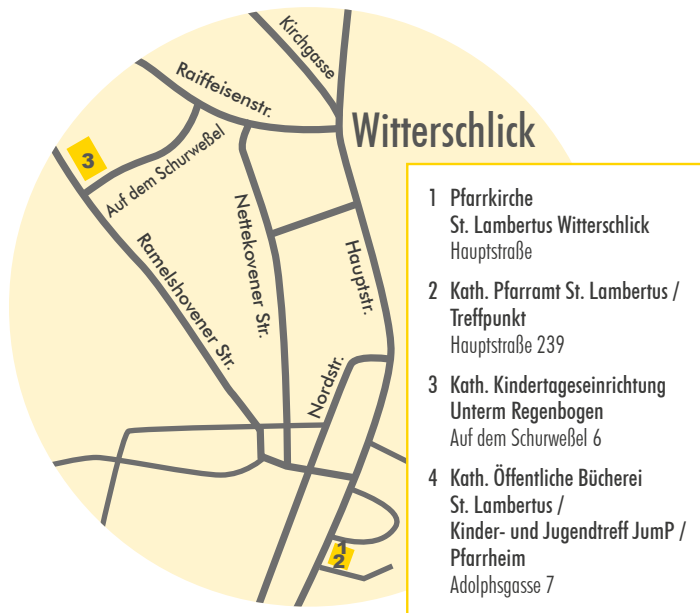 Kirchgasse
Raiffeisenstr.
Witterschlick
3
Auf dem Schurweßel
Nettekovener Str.
Ramelshovener Str.
Hauptstr.
Nordstr.
1
2
1 Pfarrkirche
St. Lambertus Witterschlick
Hauptstraße
2 Kath. Pfarramt St. Lambertus /
Treffpunkt
Hauptstraße 239
3 Kath. Kindertageseinrichtung
Unterm Regenbogen
Auf dem Schurweßel 6
4 Kath. Öffentliche Bücherei
St. Lambertus /
Kinder- und Jugendtreff JumP /
Pfarrheim
Adolphsgasse 7